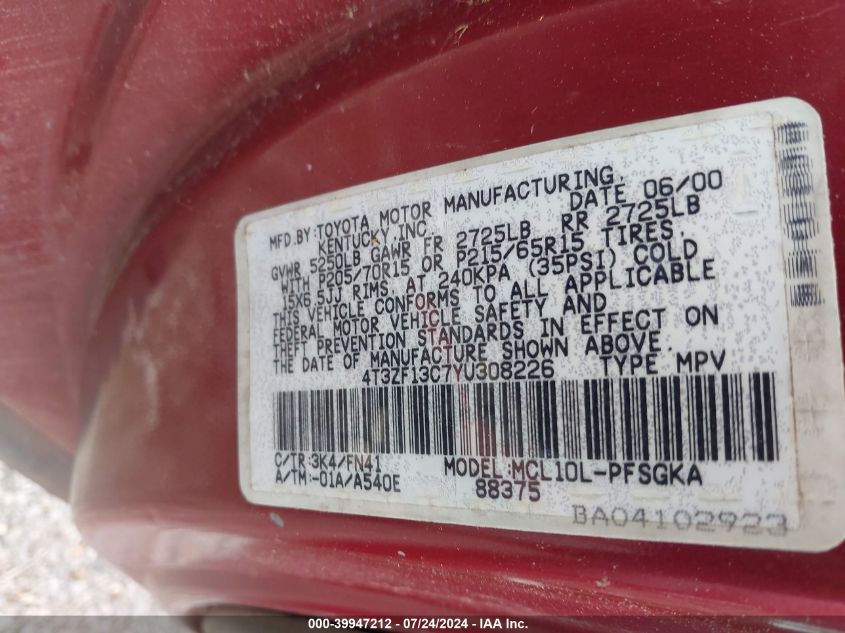 MFD.BY:TOYOTA MOTOR MANUFACTURING,
KENTUCKY,INC. DATE 06/00
GVWR 5250LB GAWR FR 2725LB RR 2725LB
WITH P205/70R15 OR P215/65R15 TIRES,
15X6.5JJ RIMS, AT 240KPA (35PSI) COLD
THIS VEHICLE CONFORMS TO ALL APPLICABLE
FEDERAL MOTOR VEHICLE SAFETY AND
THEFT PREVENTION STANDARDS IN EFFECT ON
THE DATE OF MANUFACTURE SHOWN ABOVE.
4T3ZF13C7YU308226 TYPE MPV
C/TR:3K4/FN41 MODEL:MCL10L-PFSGKA
A/TM:-01A/A540E 88375
BA04102923
000-39947212 - 07/24/2024 - IAA Inc.